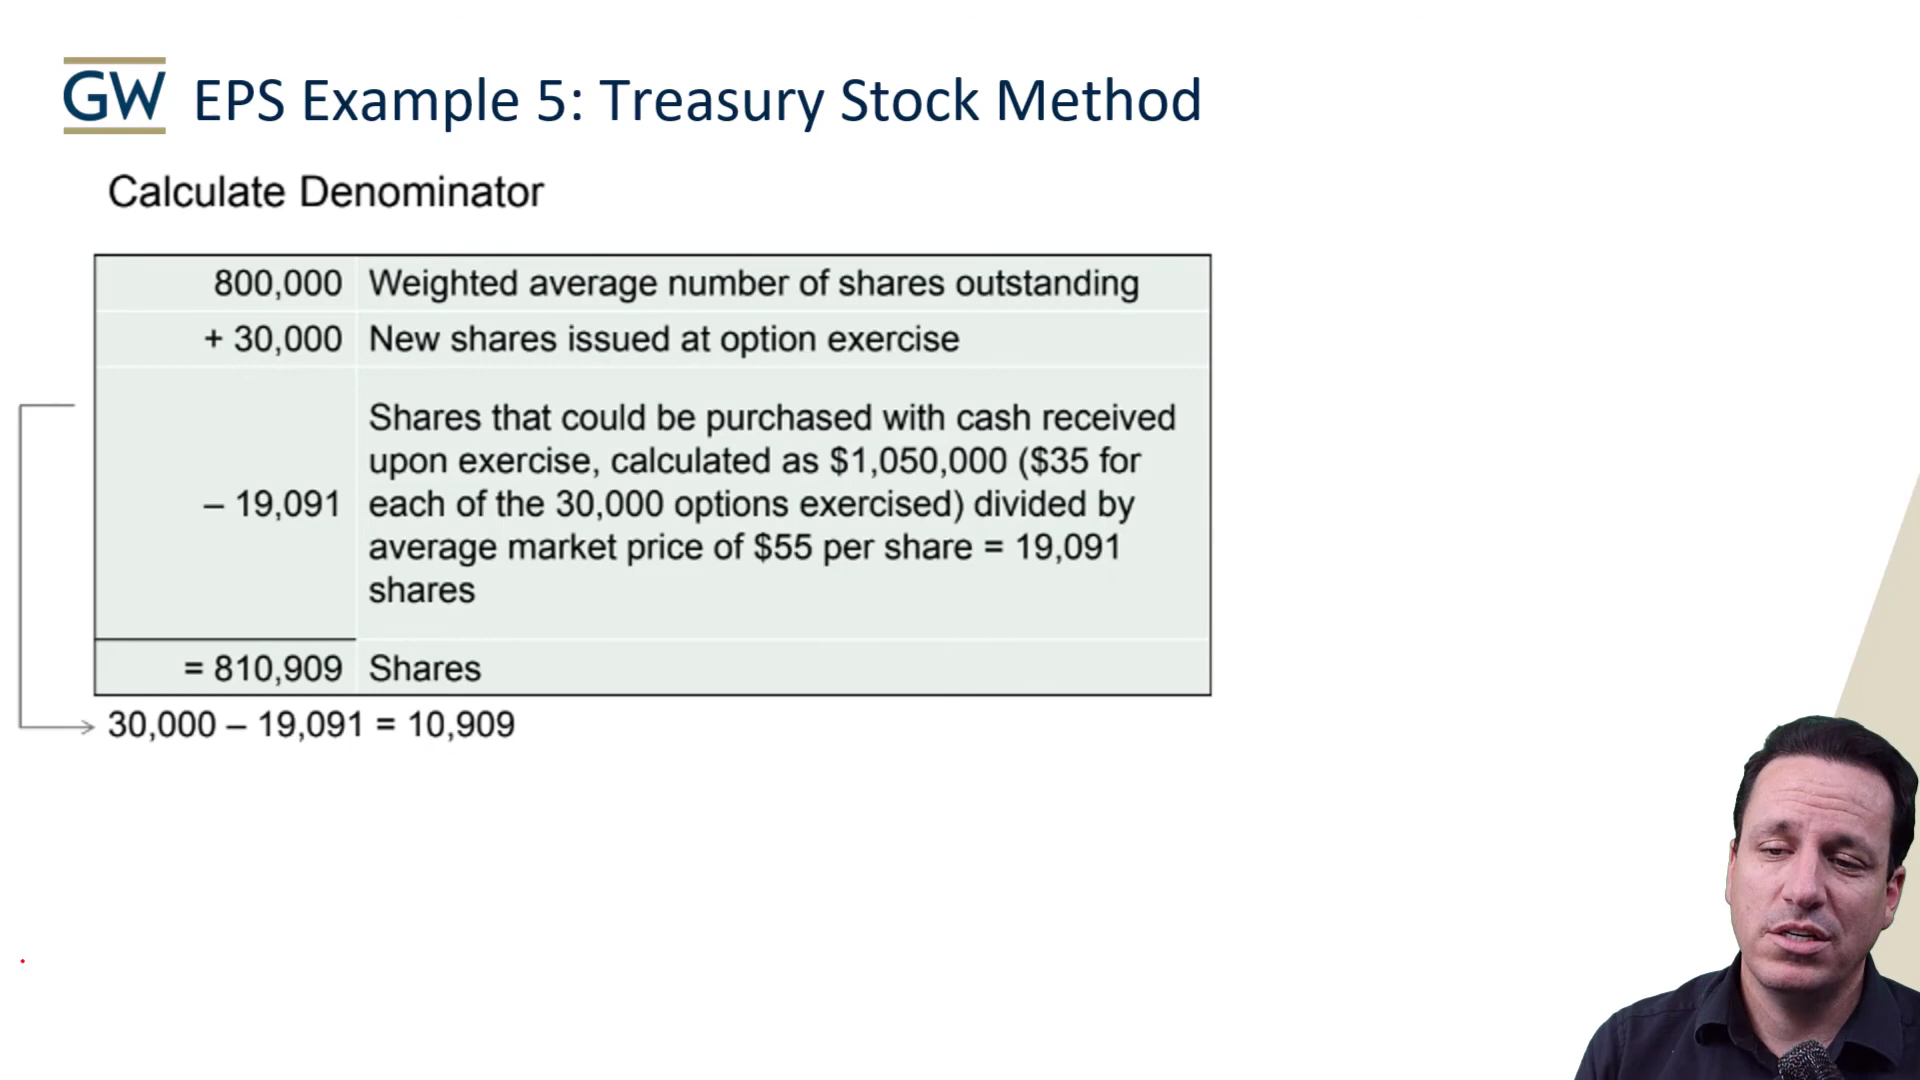 GW EPS Example 5: Treasury Stock Method
Calculate Denominator
800,000 Weighted average number of shares outstanding
+ 30,000 New shares issued at option exercise
Shares that could be purchased with cash received
upon exercise, calculated as $1,050,000 ($35 for
– 19,091 each of the 30,000 options exercised) divided by
average market price of $55 per share = 19,091
shares
= 810,909 Shares
30,000 – 19,091 = 10,909